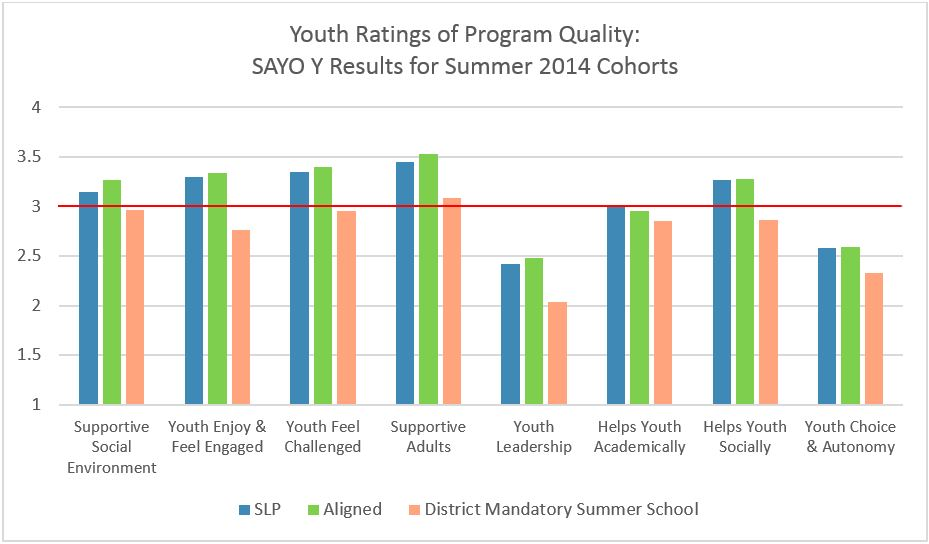 Youth Ratings of Program Quality:
SAYO Y Results for Summer 2014 Cohorts
4
3.5
3
2.5
2
1.5
1
Supportive Social Environment
Youth Enjoy & Feel Engaged
Youth Feel Challenged
Supportive Adults
Youth Leadership
Helps Youth Academically
Helps Youth Socially
Youth Choice & Autonomy
SLP
Aligned
District Mandatory Summer School